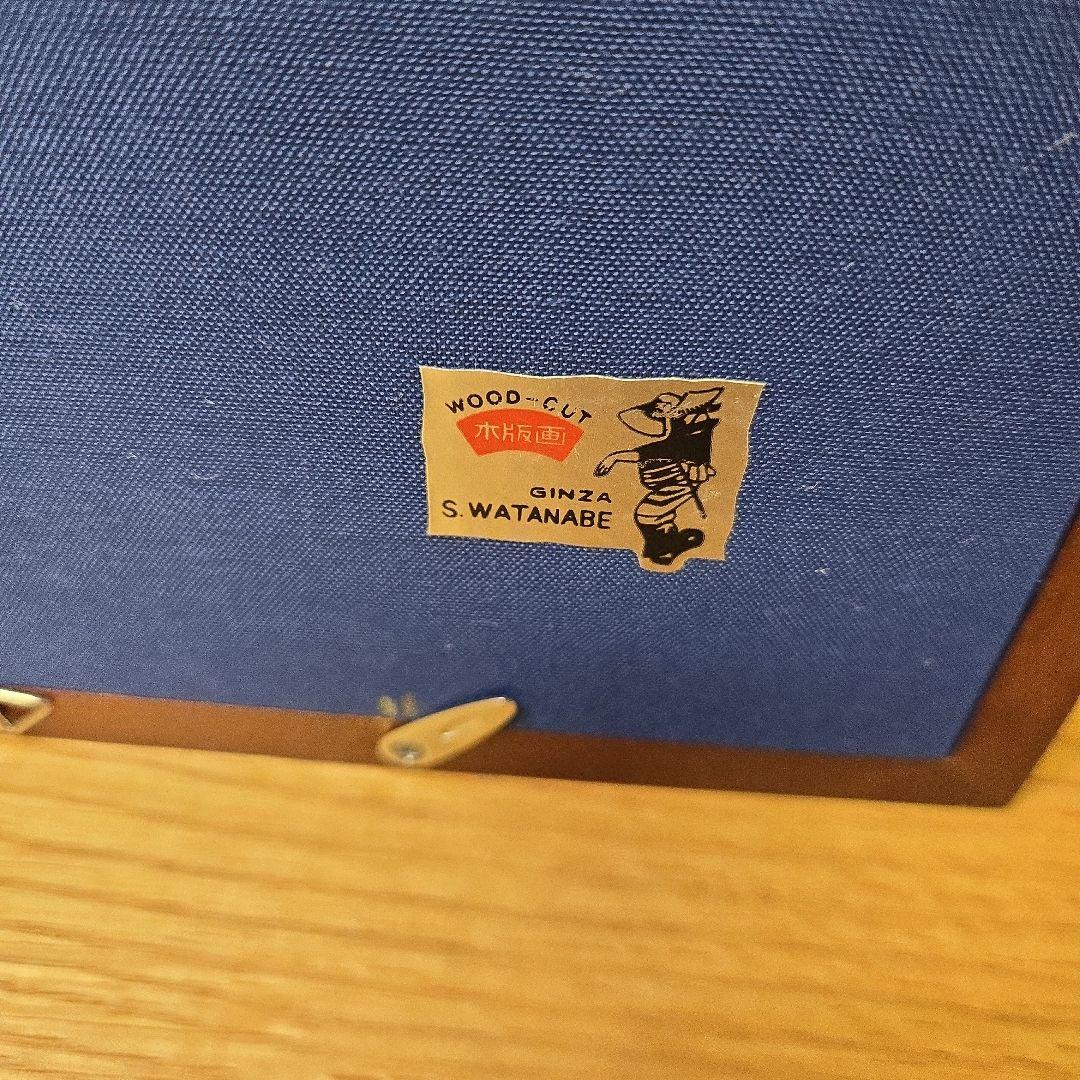 WOOD-CUT
木版画
GINZA
S. WATANABE